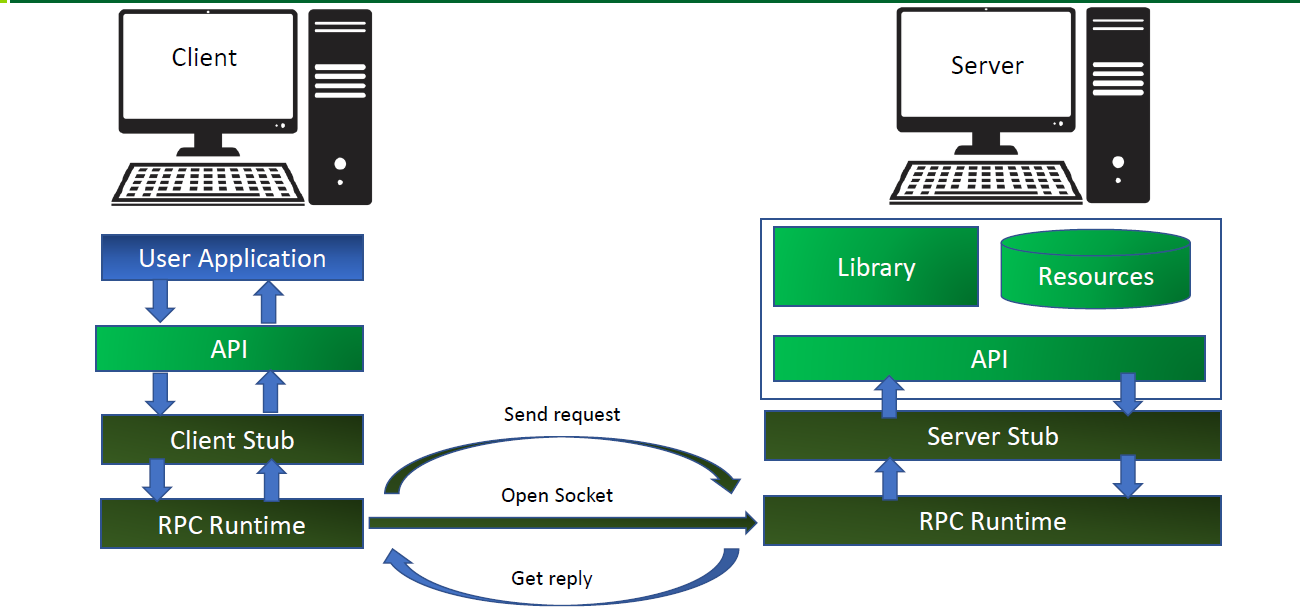 Client
Server
User Application
API
Client Stub
RPC Runtime
Send request
Open Socket
Get reply
Library
Resources
API
Server Stub
RPC Runtime